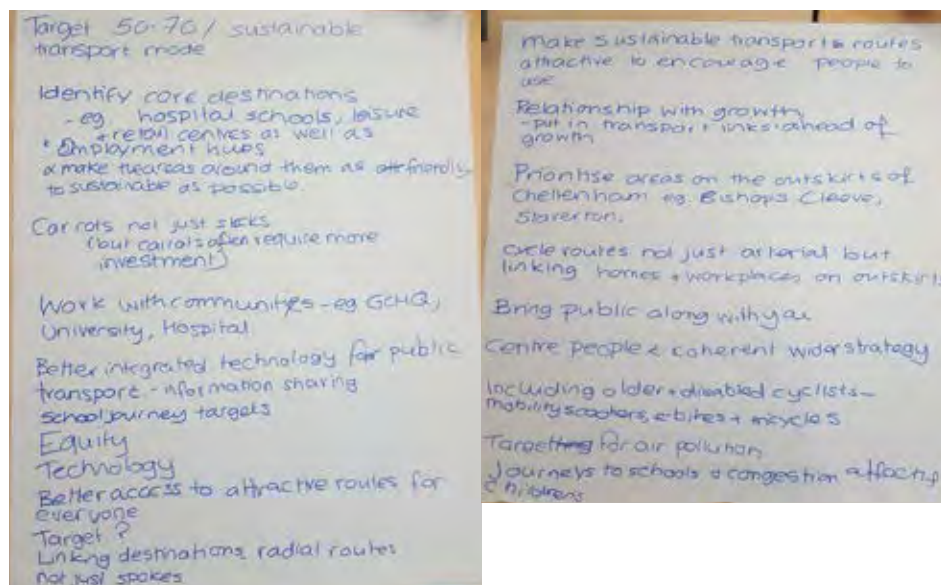 Target 50-70% sustainable
transport mode
Identify core destinations
- eg. hospital schools, leisure
+ retail centres as well as
* Employment hubs
& make the areas around them as friendly
to sustainable as possible.
Carrots not just sticks
(but carrots often require more
investment)
Work with communities - eg GCHQ,
University, Hospital
Better integrated technology for public
transport - information sharing
school journey targets
Equity
Technology
Better access to attractive routes for
everyone
Target ?
Linking destinations, radial routes
not just spokes
make sustainable transport routes
attractive to encourage people to
use
Relationship with growth,
- put in transport links ahead of
growth
Prioritise areas on the outskirts of
Cheltenham eg. Bishops Cleeve,
Staverton,
cycle routes not just arterial but
linking homes + workplaces on outskirts
Bring public along with you
Centre people & coherent wider strategy
Including older + disabled cyclists -
mobility scooters, e-bikes + tricycles
Target for air pollution
Journeys to schools & congestion affecting
childrens